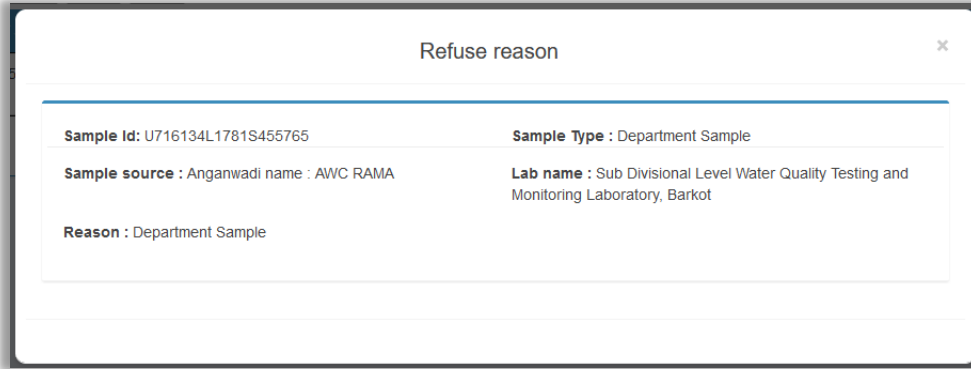 Refuse reason
×
Sample Id: U716134L1781S455765
Sample Type : Department Sample
Sample source : Anganwadi name : AWC RAMA
Lab name : Sub Divisional Level Water Quality Testing and
Monitoring Laboratory, Barkot
Reason : Department Sample